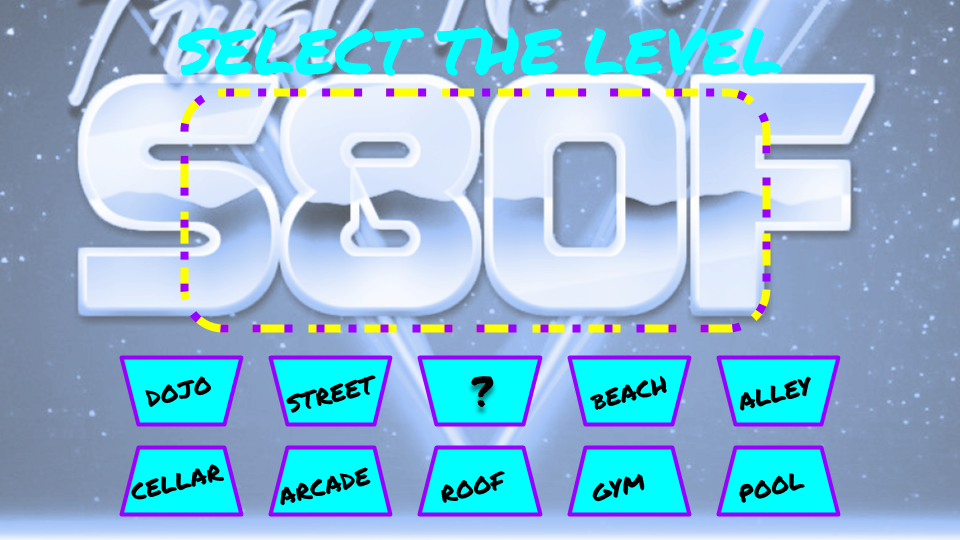 SELECT THE LEVEL
S80F
DOJO STREET ? BEACH ALLEY
CELLAR ARCADE ROOF GYM POOL